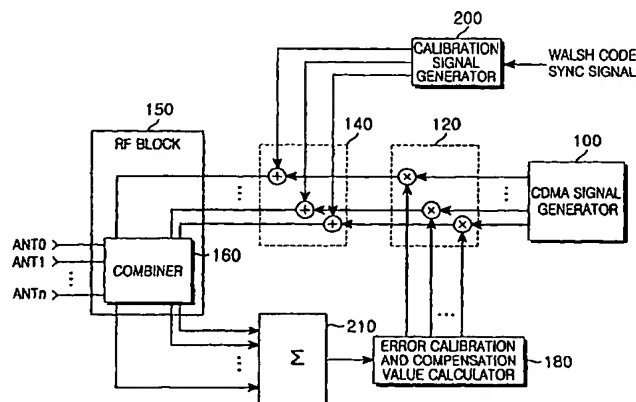 200
CALIBRATION
SIGNAL
GENERATOR
WALSH CODE
SYNC SIGNAL
150
RF BLOCK
140
120
100
CDMA SIGNAL
GENERATOR
ANT0
ANT1
ANTn
COMBINER
160
210
Σ
ERROR CALIBRATION
AND COMPENSATION
VALUE CALCULATOR
180